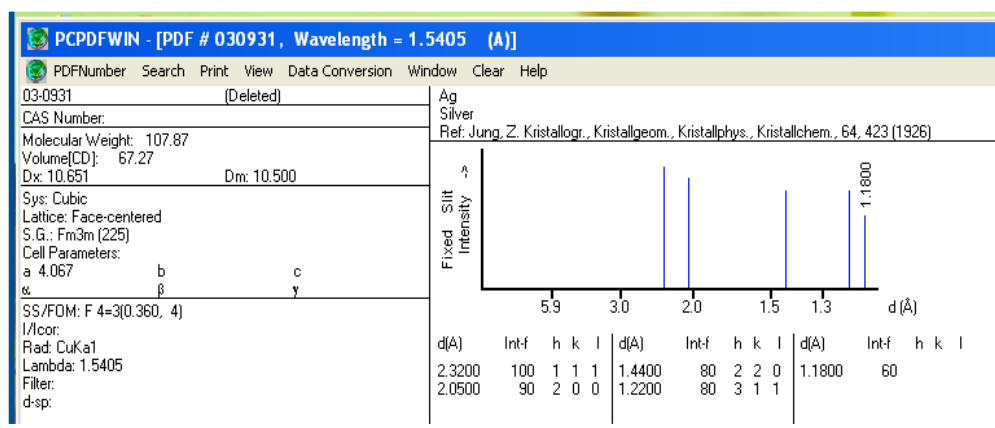 PCPDFWIN - [PDF # 030931, Wavelength = 1.5405 (A)]
PDFNumber Search Print View Data Conversion Window Clear Help
03-0931 (Deleted)
CAS Number:
Molecular Weight: 107.87
Volume[CD]: 67.27
Dx: 10.651 Dm: 10.500
Sys: Cubic
Lattice: Face-centered
S.G.: Fm3m (225)
Cell Parameters:
a 4.067 b c
α β γ
SS/FOM: F 4=3(0.360, 4)
I/Icor:
Rad: CuKa1
Lambda: 1.5405
Filter:
d-sp:
Ag
Silver
Ref: Jung, Z. Kristallogr., Kristallgeom., Kristallphys., Kristallchem., 64, 423 (1926)
Fixed Slit
Intensity ->
1.1800
5.9 3.0 2.0 1.5 1.3 d (Å)
d(A) Int-f h k l d(A) Int-f h k l d(A) Int-f h k l
2.3200 100 1 1 1 1.4400 80 2 2 0 1.1800 60
2.0500 90 2 0 0 1.2200 80 3 1 1